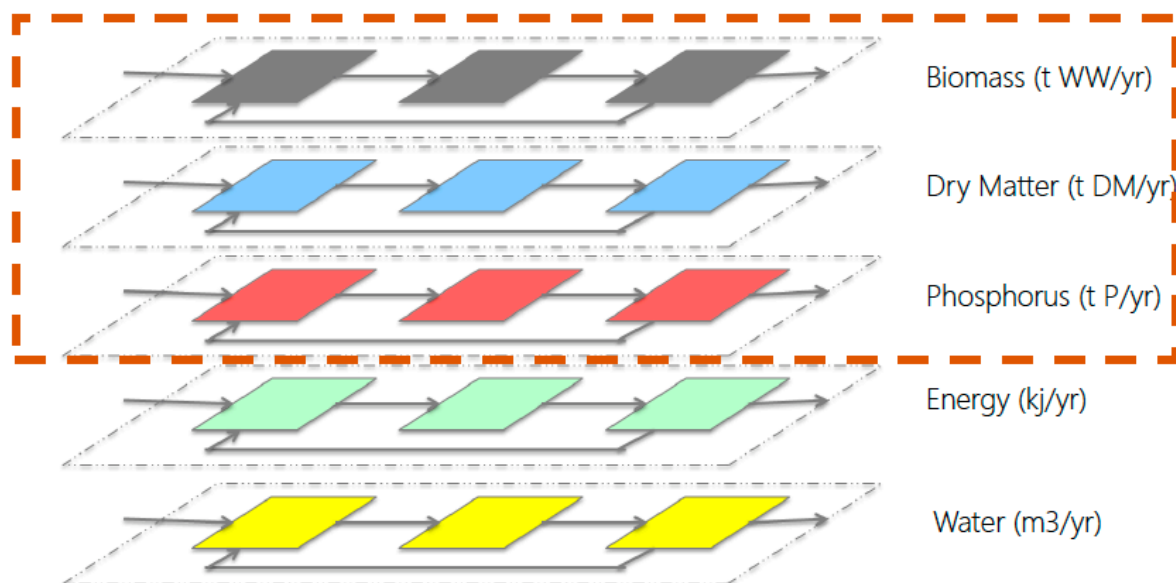 Biomass (t WW/yr)
Dry Matter (t DM/yr)
Phosphorus (t P/yr)
Energy (kj/yr)
Water (m3/yr)